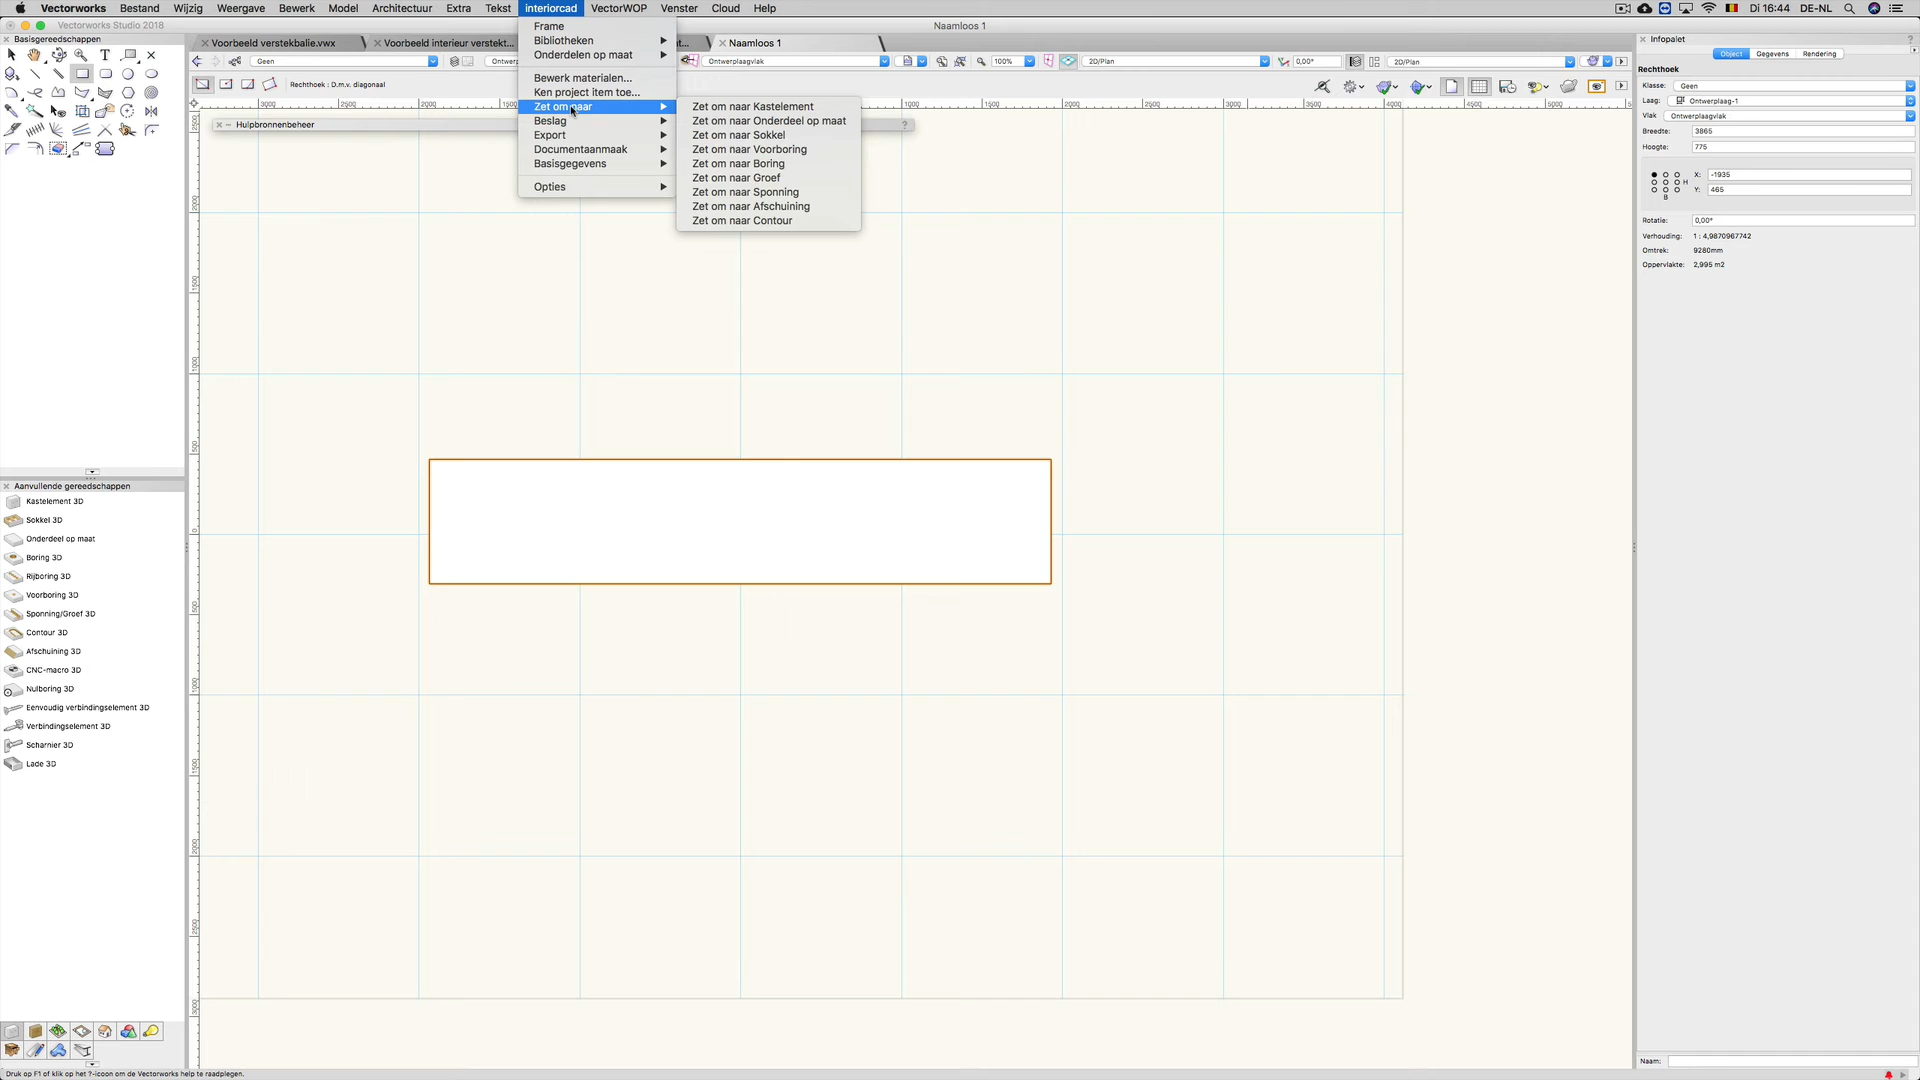 Vectorworks Bestand Wijzig Weergave Bewerk Model Architectuur Extra Tekst interiorcad VectorWOP Venster Cloud Help Di 16:44 DE-NL
Vectorworks Studio 2018 Naamloos 1
Basisgereedschappen
Voorbeeld verstekbalie.vwx Voorbeeld interieur verstekt... Naamloos 1
Geen Ontwerplaagvlak 100% 2D/Plan 0,00° 2D/Plan
Rechthoek : D.m.v. diagonaal
Hulpbronnenbeheer
Frame
Bibliotheken
Onderdelen op maat
Bewerk materialen...
Ken project item toe...
Zet om naar
Beslag
Export
Documentaanmaak
Basisgegevens
Opties
Zet om naar Kastelement
Zet om naar Onderdeel op maat
Zet om naar Sokkel
Zet om naar Voorboring
Zet om naar Boring
Zet om naar Groef
Zet om naar Sponning
Zet om naar Afschuining
Zet om naar Contour
Infopalet
Object Gegevens Rendering
Rechthoek
Klasse: Geen
Laag: Ontwerplaag-1
Vlak Ontwerplaagvlak
Breedte: 3865
Hoogte: 775
X: -1935
H
Y: 465
B
Rotatie: 0,00°
Verhouding: 1 : 4,9870967742
Omtrek: 9280mm
Oppervlakte: 2,995 m2
Naam:
Aanvullende gereedschappen
Kastelement 3D
Sokkel 3D
Onderdeel op maat
Boring 3D
Rijboring 3D
Voorboring 3D
Sponning/Groef 3D
Contour 3D
Afschuining 3D
CNC-macro 3D
Nulboring 3D
Eenvoudig verbindingselement 3D
Verbindingselement 3D
Scharnier 3D
Lade 3D
Druk op F1 of klik op het ?-icoon om de Vectorworks help te raadplegen.